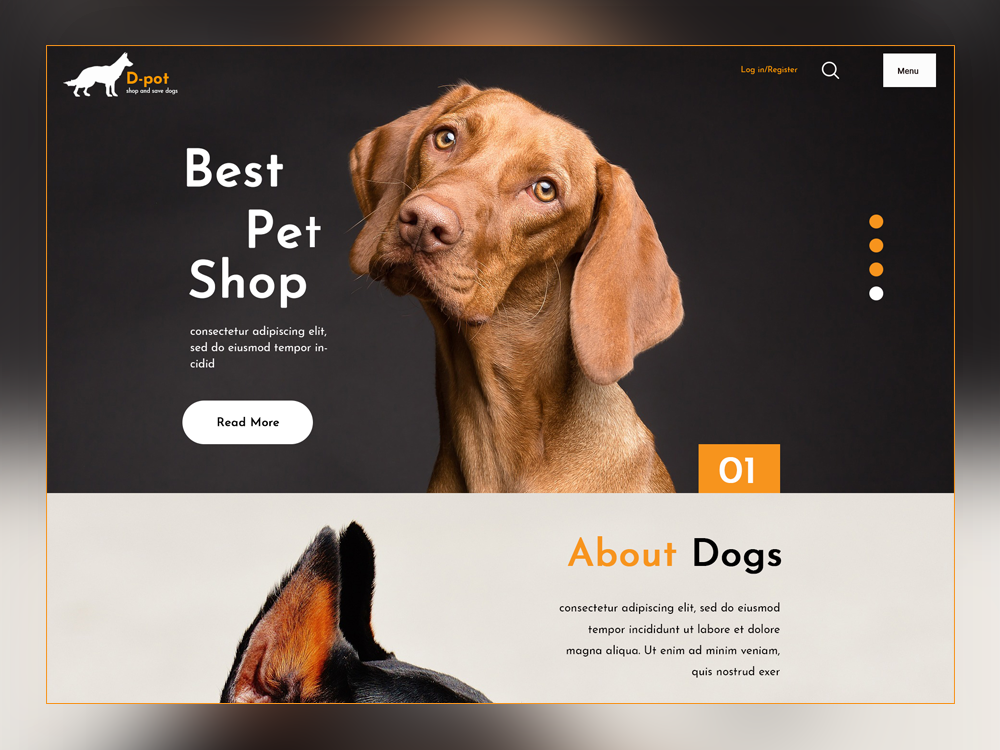 D-pot
shop and save dogs
Log in/Register
Menu
Best
Pet
Shop
consectetur adipiscing elit,
sed do eiusmod tempor in-
cidid
Read More
01
About Dogs
consectetur adipiscing elit, sed do eiusmod
tempor incididunt ut labore et dolore
magna aliqua. Ut enim ad minim veniam,
quis nostrud exer